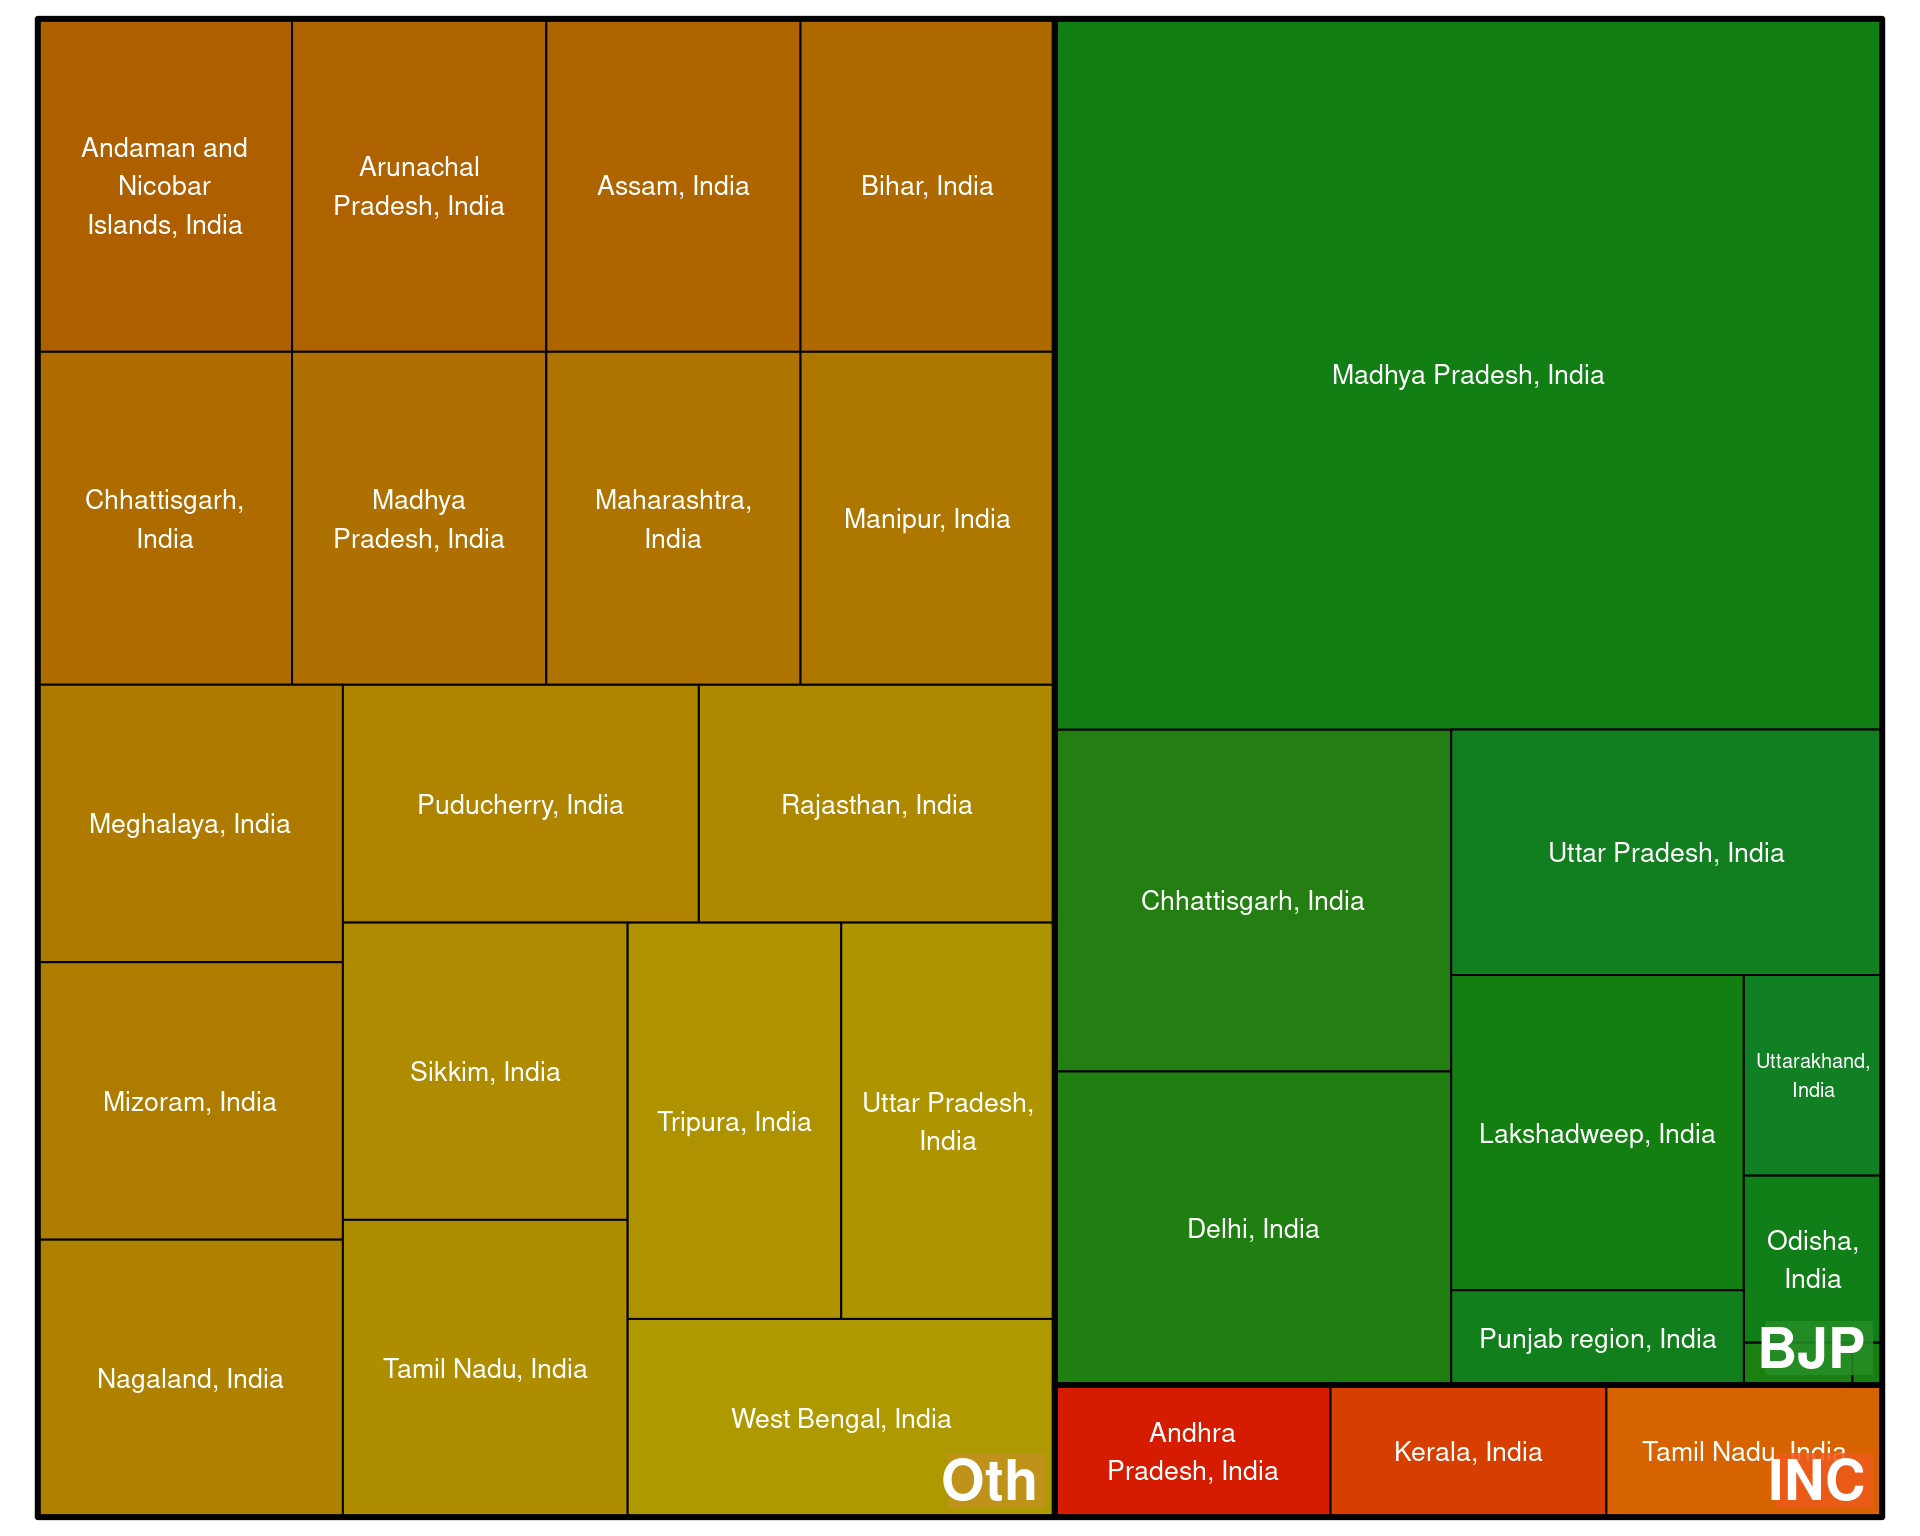 Andaman and
Nicobar
Islands, India
Arunachal
Pradesh, India
Assam, India
Bihar, India
Chhattisgarh,
India
Madhya
Pradesh, India
Maharashtra,
India
Manipur, India
Meghalaya, India
Puducherry, India
Rajasthan, India
Mizoram, India
Sikkim, India
Tripura, India
Uttar Pradesh,
India
Nagaland, India
Tamil Nadu, India
West Bengal, India
Oth
Madhya Pradesh, India
Chhattisgarh, India
Uttar Pradesh, India
Delhi, India
Lakshadweep, India
Uttarakhand,
India
Odisha,
India
Punjab region, India
BJP
Andhra
Pradesh, India
Kerala, India
Tamil Nadu, India
INC